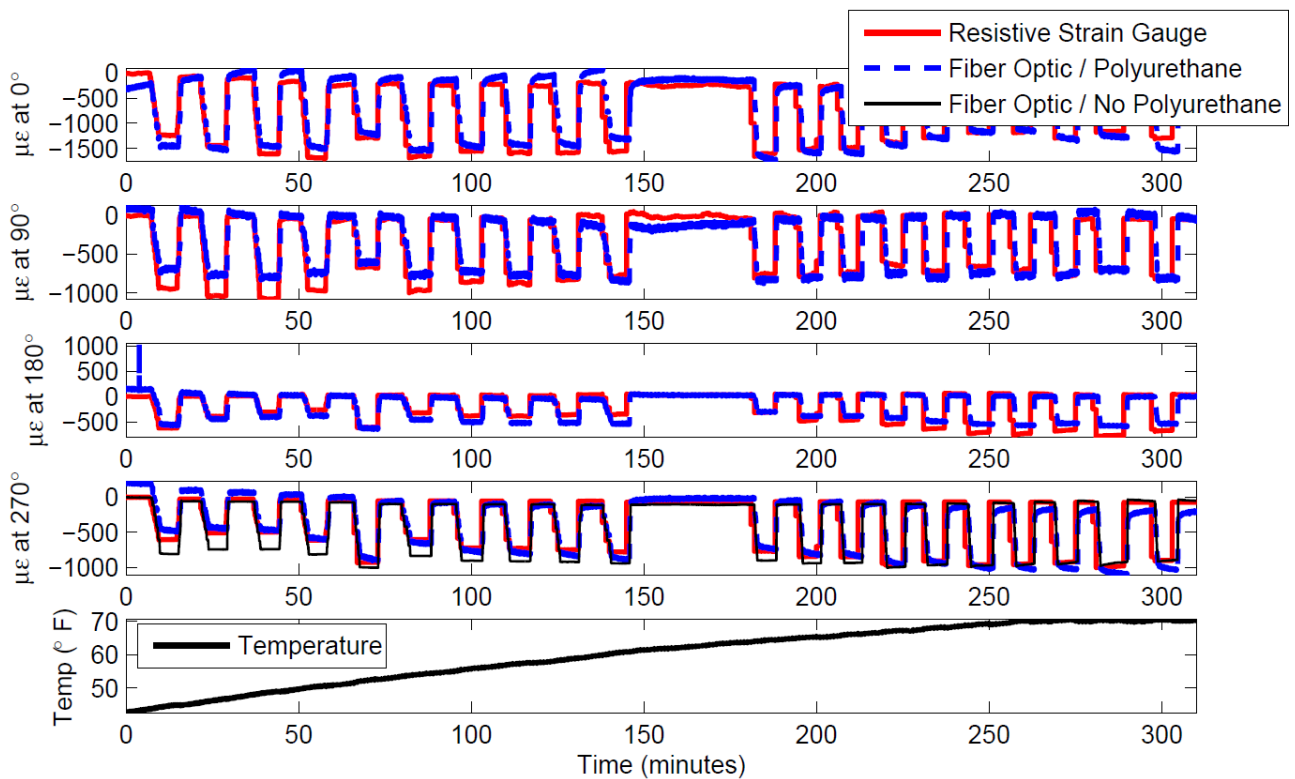 Resistive Strain Gauge
Fiber Optic / Polyurethane
Fiber Optic / No Polyurethane
με at 0°
0
−500
−1000
−1500
0 50 100 150 200 250 300
με at 90°
0
−500
−1000
0 50 100 150 200 250 300
με at 180°
1000
500
0
−500
0 50 100 150 200 250 300
με at 270°
0
−500
−1000
0 50 100 150 200 250 300
Temp (° F)
70
60
50
Temperature
0 50 100 150 200 250 300
Time (minutes)